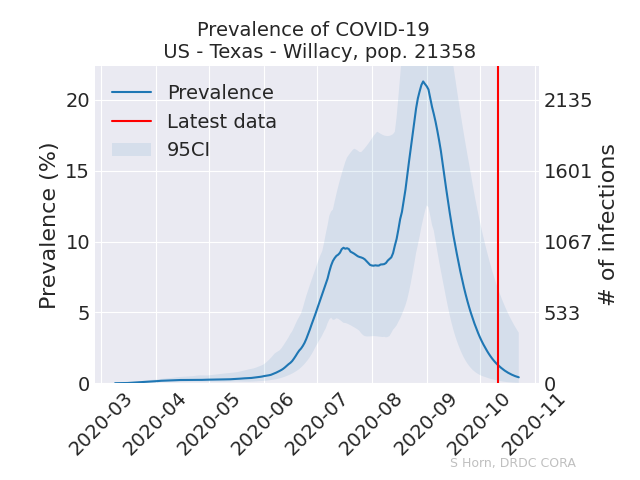 Prevalence of COVID-19
US - Texas - Willacy, pop. 21358
Prevalence
Latest data
95CI
Prevalence (%)
20
15
10
5
0
2135
1601
1067
533
0
# of infections
2020-03
2020-04
2020-05
2020-06
2020-07
2020-08
2020-09
2020-10
2020-11
S Horn, DRDC CORA